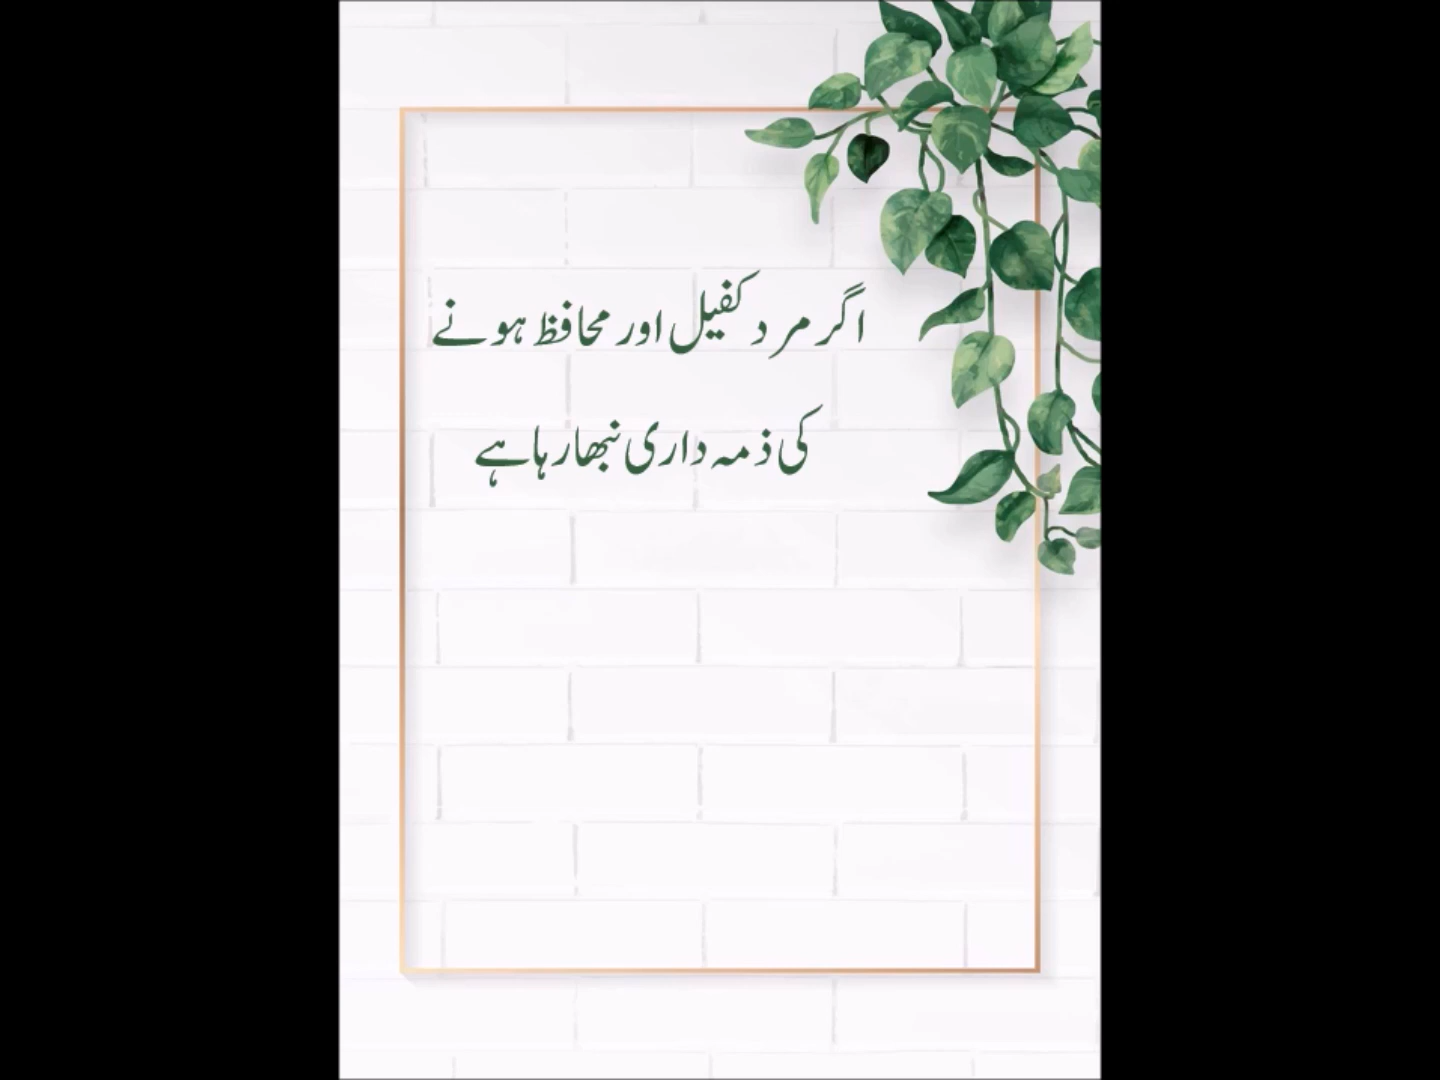 اگر مرد کفیل اور محافظ ہونے
کی ذمہ داری نبھا رہا ہے